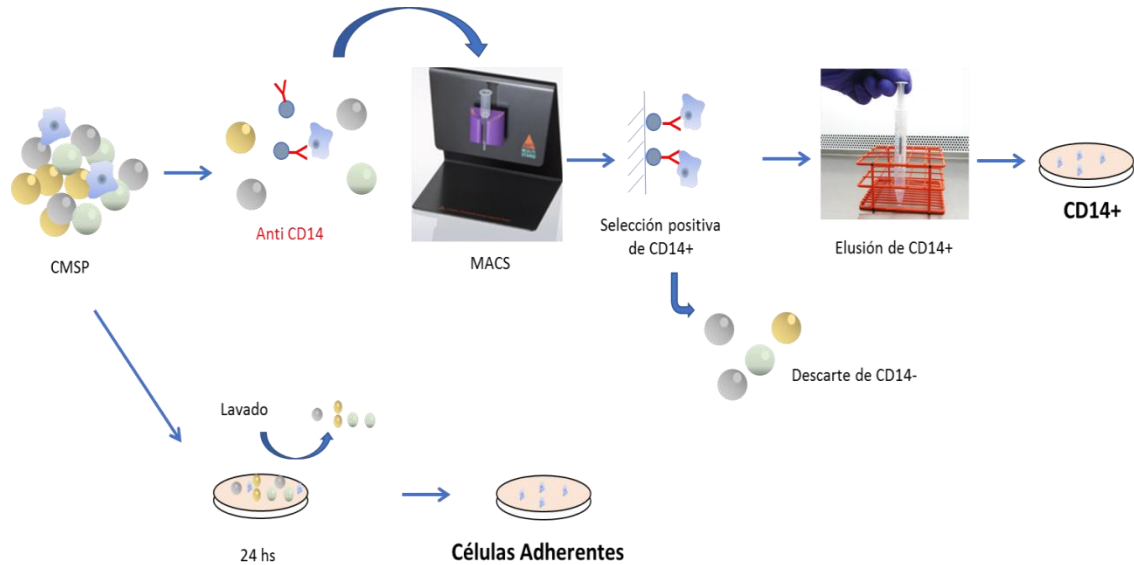 CMSP
Anti CD14
MACS
Selección positiva
de CD14+
Elusión de CD14+
CD14+
Descarte de CD14-
Lavado
24 hs
Células Adherentes